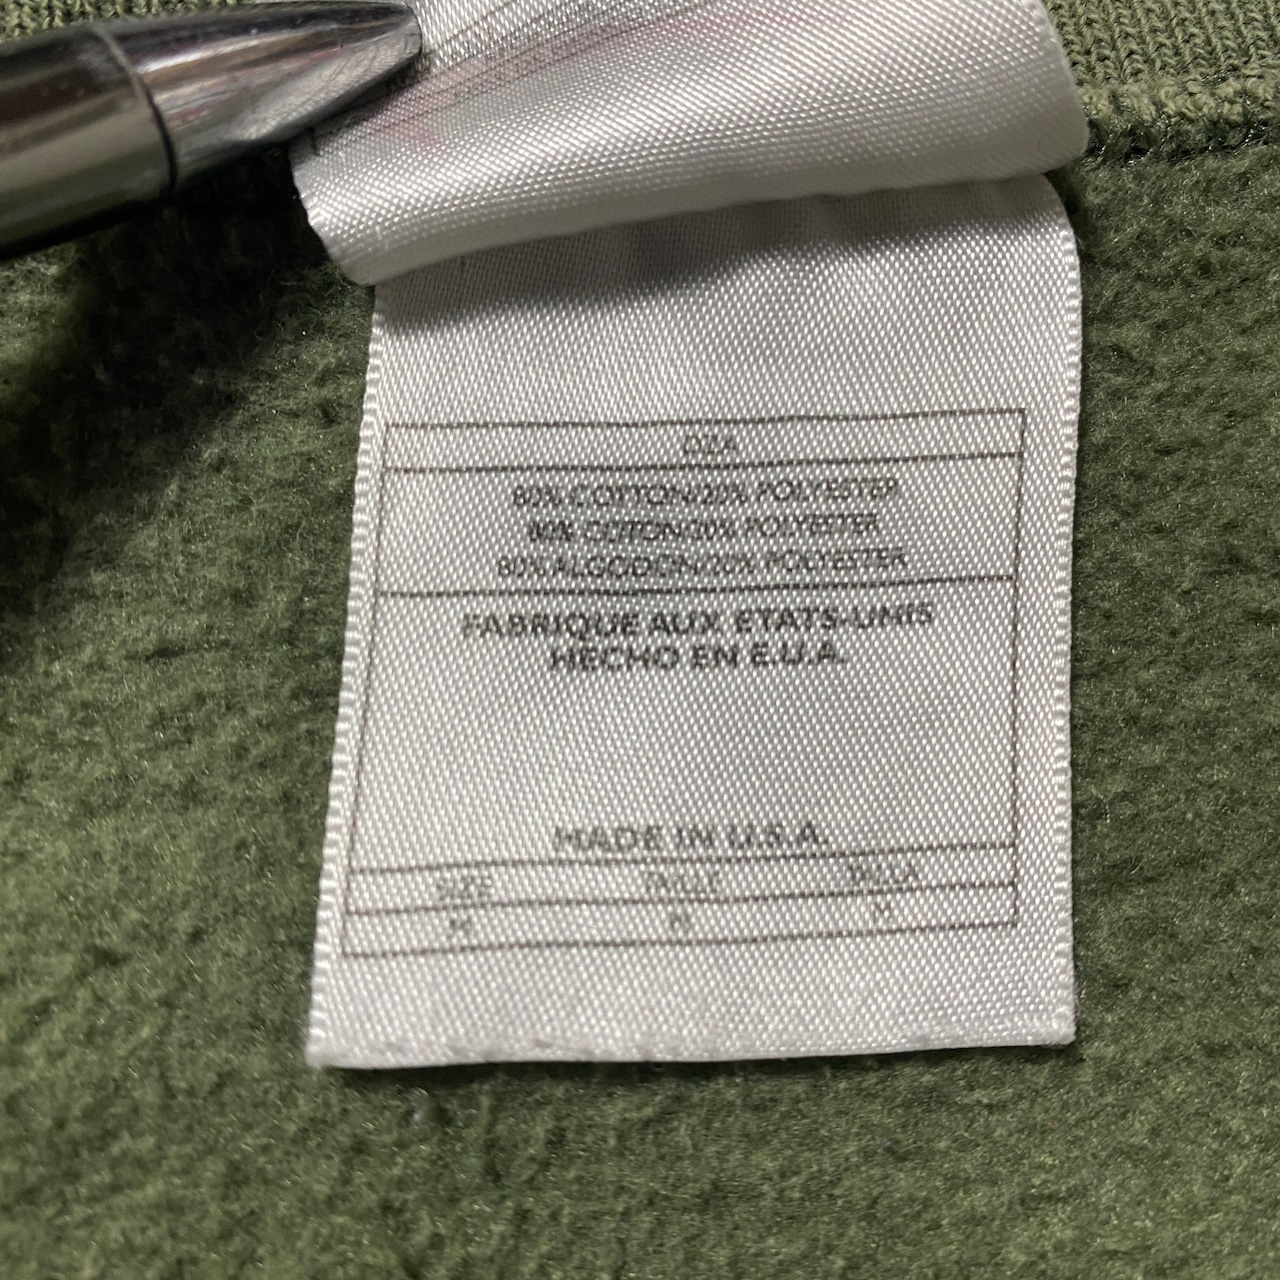 80% COTTON/20% POLYESTER
80% COTON/20% POLYESTER
80% ALGODON/20% POLYESTER
FABRIQUE AUX ETATS-UNIS
HECHO EN E.U.A.
MADE IN U.S.A
SIZE TAILLE TALLA
M M M